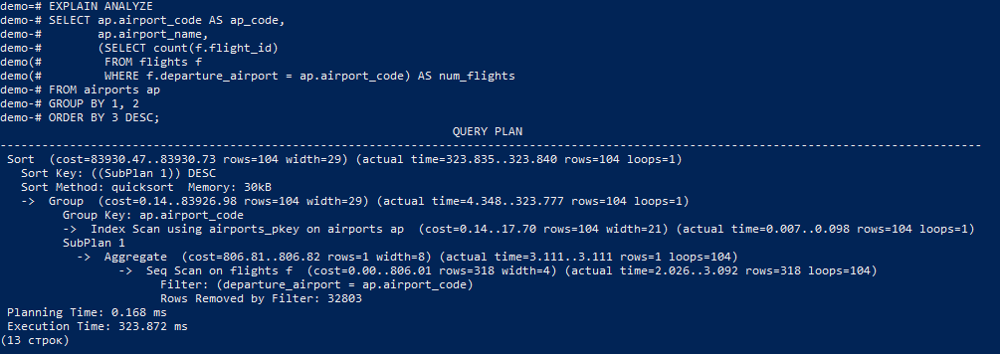 demo=# EXPLAIN ANALYZE
demo-# SELECT ap.airport_code AS ap_code,
demo-#        ap.airport_name,
demo-#        (SELECT count(f.flight_id)
demo(#         FROM flights f
demo(#         WHERE f.departure_airport = ap.airport_code) AS num_flights
demo-# FROM airports ap
demo-# GROUP BY 1, 2
demo-# ORDER BY 3 DESC;
QUERY PLAN
-----------------------------------------------------------------------------------------------------------------------------------------------------
Sort  (cost=83930.47..83930.73 rows=104 width=29) (actual time=323.835..323.840 rows=104 loops=1)
  Sort Key: ((SubPlan 1)) DESC
  Sort Method: quicksort  Memory: 30kB
  ->  Group  (cost=0.14..83926.98 rows=104 width=29) (actual time=4.348..323.777 rows=104 loops=1)
        Group Key: ap.airport_code
        ->  Index Scan using airports_pkey on airports ap  (cost=0.14..17.70 rows=104 width=21) (actual time=0.007..0.098 rows=104 loops=1)
        SubPlan 1
          ->  Aggregate  (cost=806.81..806.82 rows=1 width=8) (actual time=3.111..3.111 rows=1 loops=104)
                ->  Seq Scan on flights f  (cost=0.00..806.01 rows=318 width=4) (actual time=2.026..3.092 rows=318 loops=104)
                      Filter: (departure_airport = ap.airport_code)
                      Rows Removed by Filter: 32803
Planning Time: 0.168 ms
Execution Time: 323.872 ms
(13 строк)